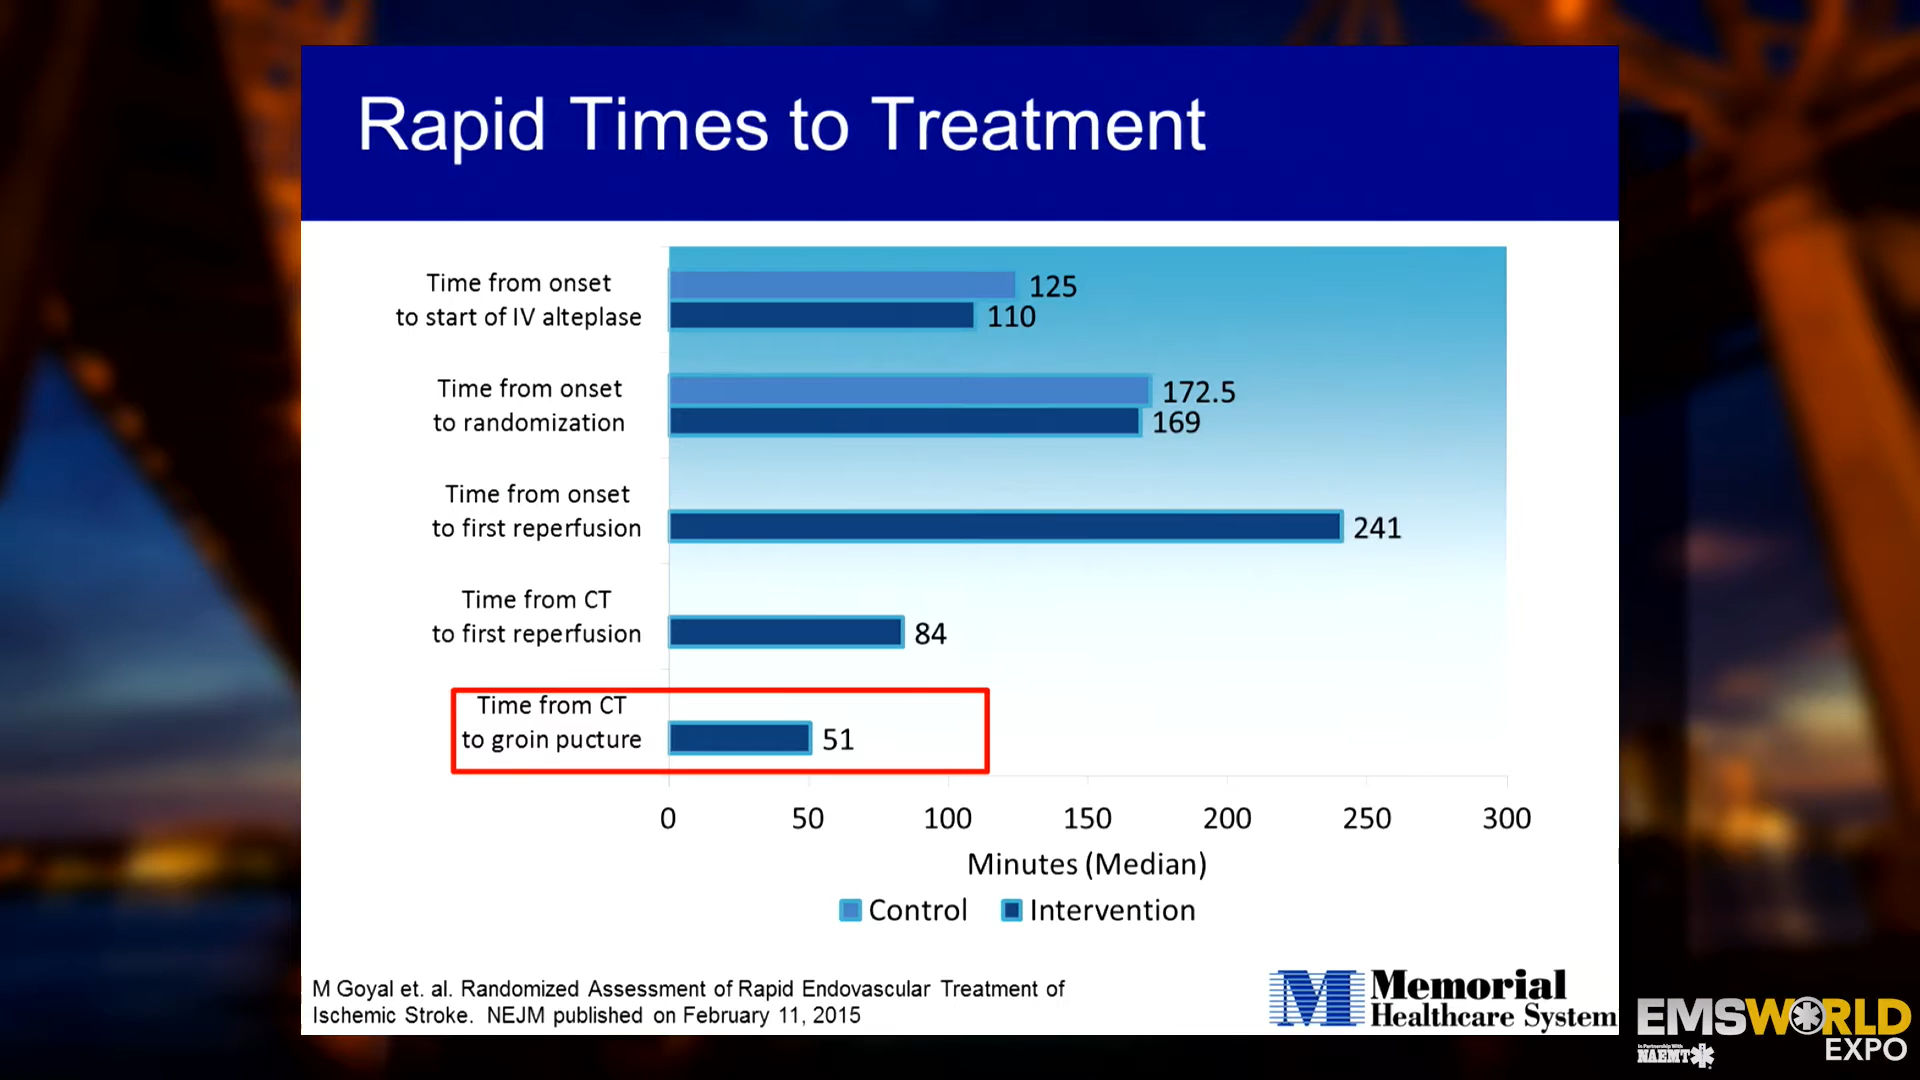 Rapid Times to Treatment
Time from onset
to start of IV alteplase
125
110
Time from onset
to randomization
172.5
169
Time from onset
to first reperfusion
241
Time from CT
to first reperfusion
84
Time from CT
to groin pucture
51
0 50 100 150 200 250 300
Minutes (Median)
Control Intervention
M Goyal et. al. Randomized Assessment of Rapid Endovascular Treatment of
Ischemic Stroke. NEJM published on February 11, 2015
M Memorial
Healthcare System
EMSWORLD
EXPO
In Partnership With
NAEMT